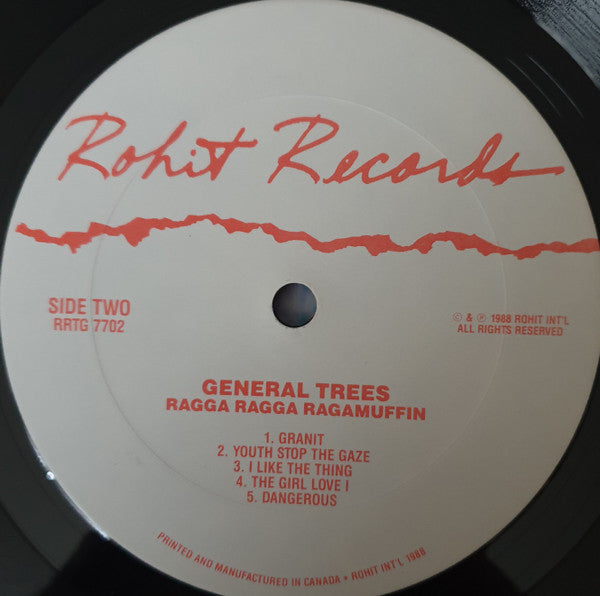 Rohit Records
SIDE TWO
RRTG 7702
© & ℗ 1988 ROHIT INT'L
ALL RIGHTS RESERVED
GENERAL TREES
RAGGA RAGGA RAGAMUFFIN
1. GRANIT
2. YOUTH STOP THE GAZE
3. I LIKE THE THING
4. THE GIRL LOVE I
5. DANGEROUS
PRINTED AND MANUFACTURED IN CANADA • ROHIT INT'L 1988